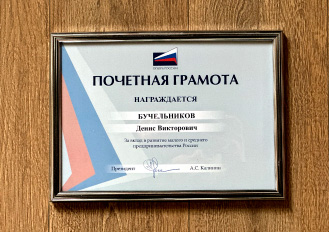 ПОЧЕТНАЯ ГРАМОТА
НАГРАЖДАЕТСЯ
БУЧЕЛЬНИКОВ
Денис Викторович
За вклад в развитие малого и среднего
предпринимательства России
Президент А.С. Калинин